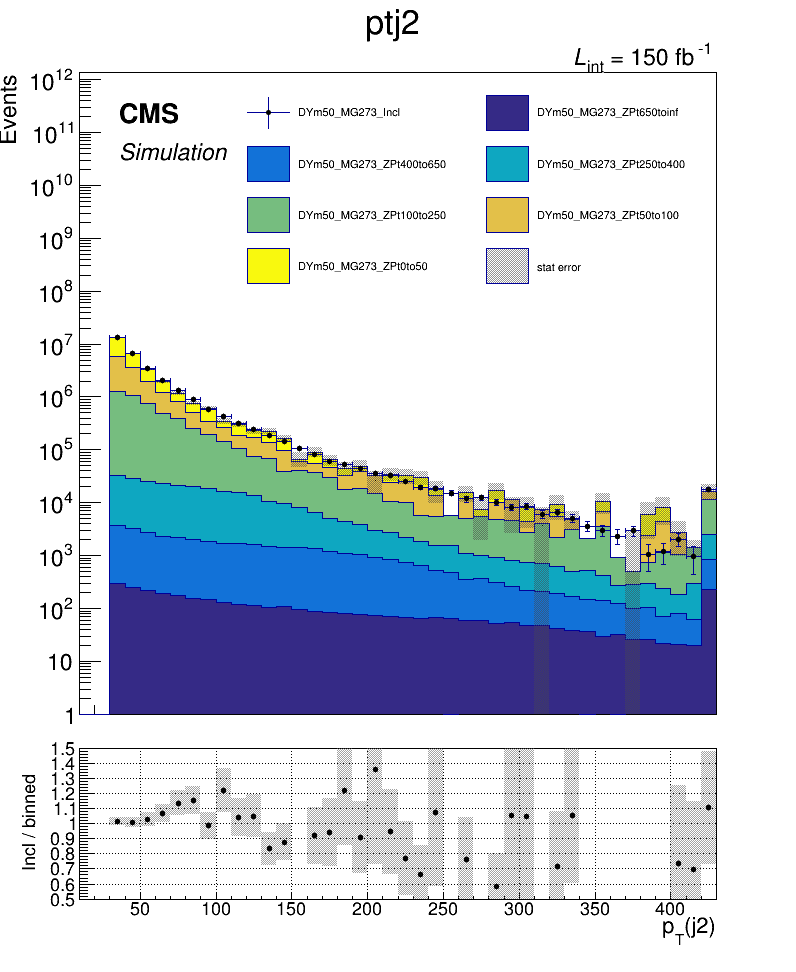 ptj2
L_int = 150 fb^-1
Events
10^12
10^11
10^10
10^9
10^8
10^7
10^6
10^5
10^4
10^3
10^2
10
1
CMS
Simulation
DYm50_MG273_Incl
DYm50_MG273_ZPt650toinf
DYm50_MG273_ZPt400to650
DYm50_MG273_ZPt250to400
DYm50_MG273_ZPt100to250
DYm50_MG273_ZPt50to100
DYm50_MG273_ZPt0to50
stat error
Incl / binned
1.5
1.4
1.3
1.2
1.1
1
0.9
0.8
0.7
0.6
0.5
50 100 150 200 250 300 350 400
p_T(j2)